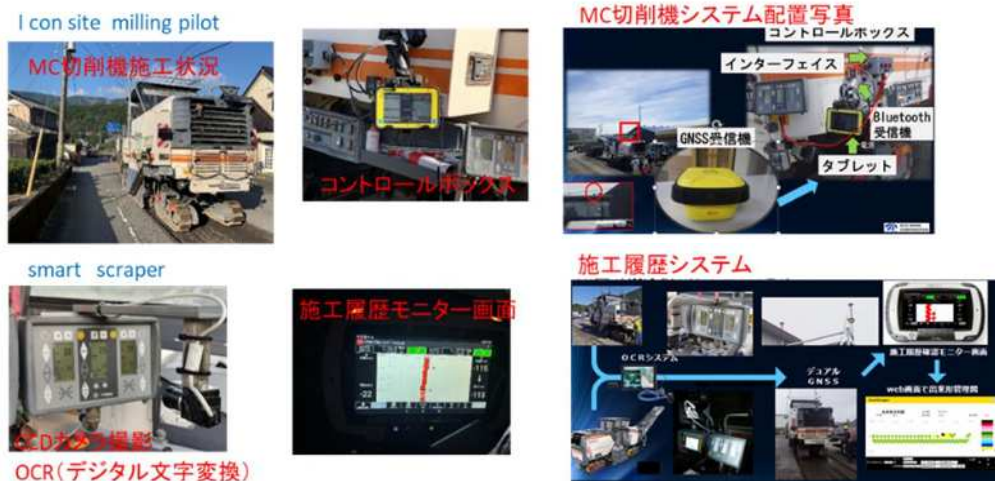 I con site milling pilot
MC切削機施工状況
コントロールボックス
MC切削機システム配置写真
コントロールボックス
インターフェイス
GNSS受信機
Bluetooth
受信機
タブレット
smart scraper
CCDカメラ撮影
OCR(デジタル文字変換)
施工履歴モニター画面
-116
-22
-119
施工履歴システム
OCRシステム
デュアル
GNSS
施工履歴確認モニター画面
web画面で出来形管理図